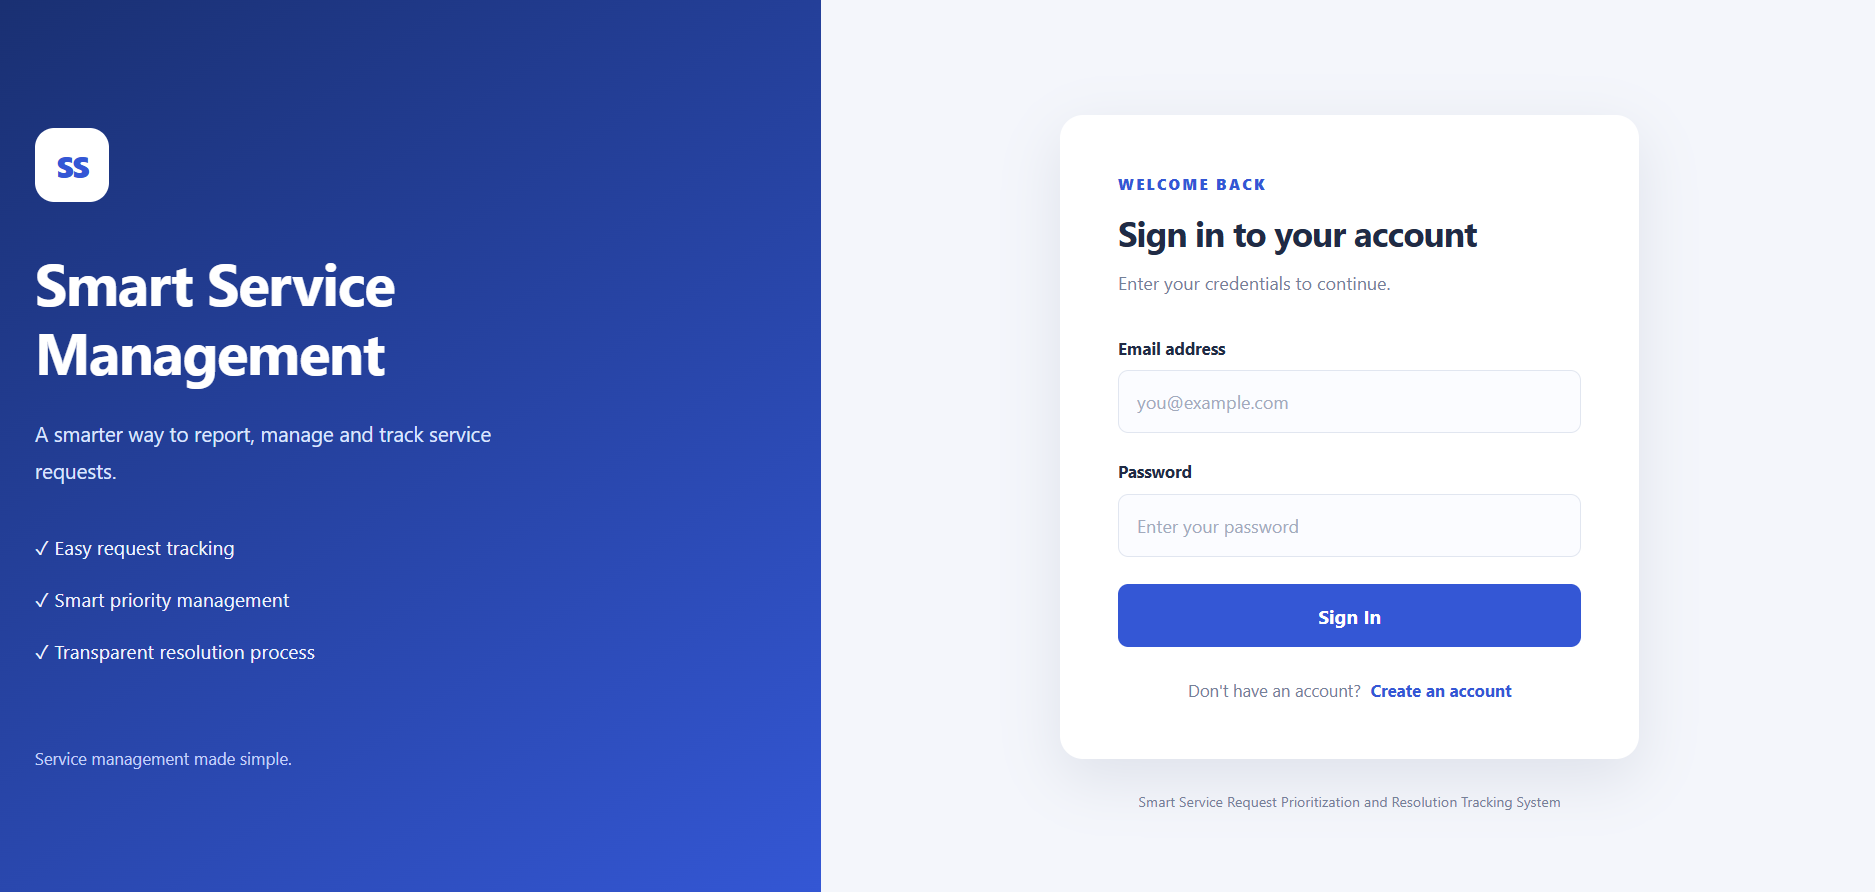 SS
Smart Service
Management
A smarter way to report, manage and track service
requests.
✓ Easy request tracking
✓ Smart priority management
✓ Transparent resolution process
Service management made simple.
WELCOME BACK
Sign in to your account
Enter your credentials to continue.
Email address
you@example.com
Password
Enter your password
Sign In
Don't have an account? Create an account
Smart Service Request Prioritization and Resolution Tracking System